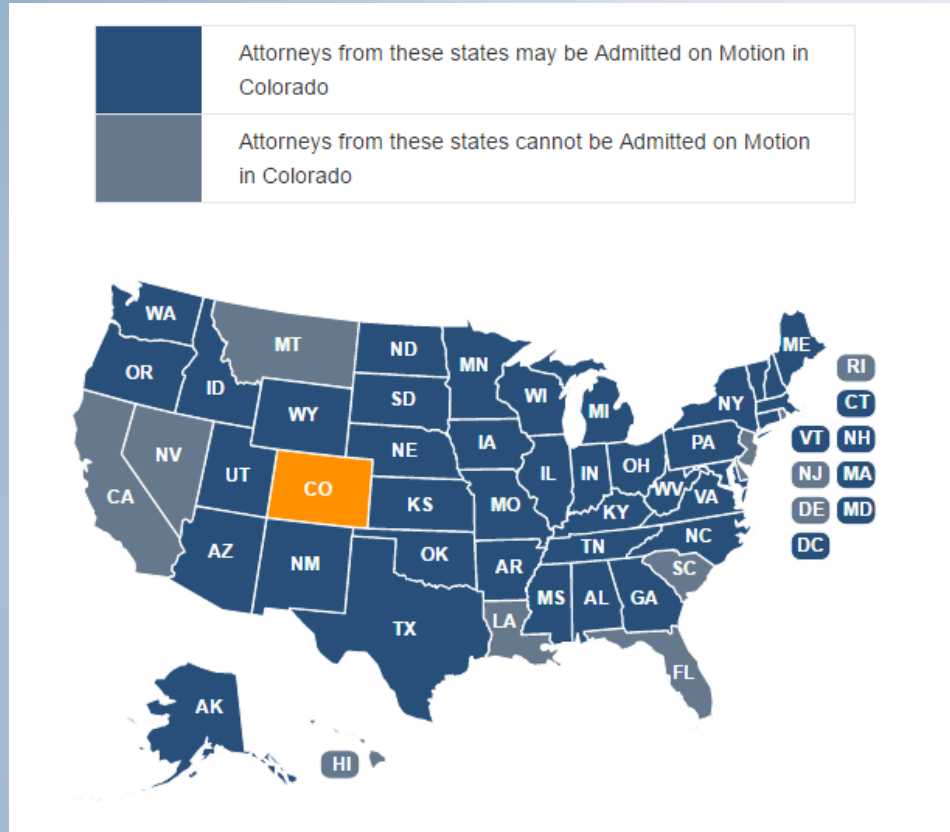 Attorneys from these states may be Admitted on Motion in
Colorado
Attorneys from these states cannot be Admitted on Motion
in Colorado
WA
MT
ND
MN
ME
OR
ID
SD
WI
MI
NY
RI
WY
CT
NV
UT
NE
IA
PA
VT
NH
CA
CO
KS
MO
IL
IN
OH
WV
VA
NJ
MA
KY
DE
MD
AZ
NM
OK
AR
TN
NC
DC
SC
MS
AL
GA
TX
LA
FL
AK
HI